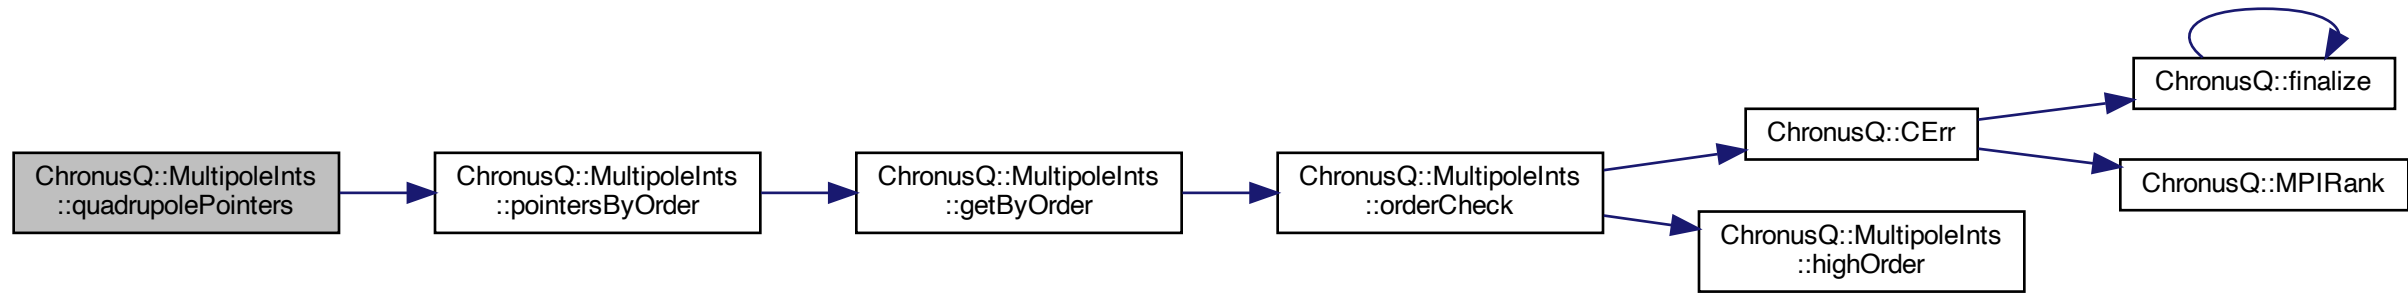 ChronusQ::MultipoleInts
::quadrupolePointers
ChronusQ::MultipoleInts
::pointersByOrder
ChronusQ::MultipoleInts
::getByOrder
ChronusQ::MultipoleInts
::orderCheck
ChronusQ::CErr
ChronusQ::finalize
ChronusQ::MPIRank
ChronusQ::MultipoleInts
::highOrder